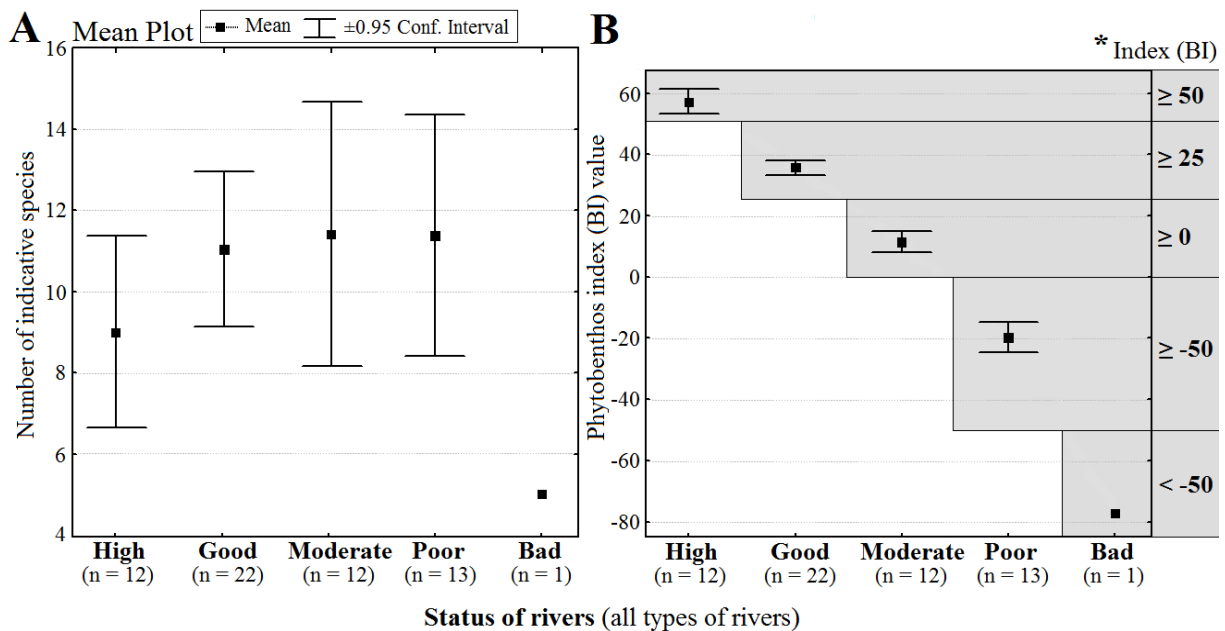 A Mean Plot
Mean ±0.95 Conf. Interval
Number of indicative species
16
14
12
10
8
6
4
High Good Moderate Poor Bad
(n = 12) (n = 22) (n = 12) (n = 13) (n = 1)
B
* Index (BI)
Phytobenthos index (BI) value
60
40
20
0
-20
-40
-60
-80
≥ 50
≥ 25
≥ 0
≥ -50
< -50
High Good Moderate Poor Bad
(n = 12) (n = 22) (n = 12) (n = 13) (n = 1)
Status of rivers (all types of rivers)